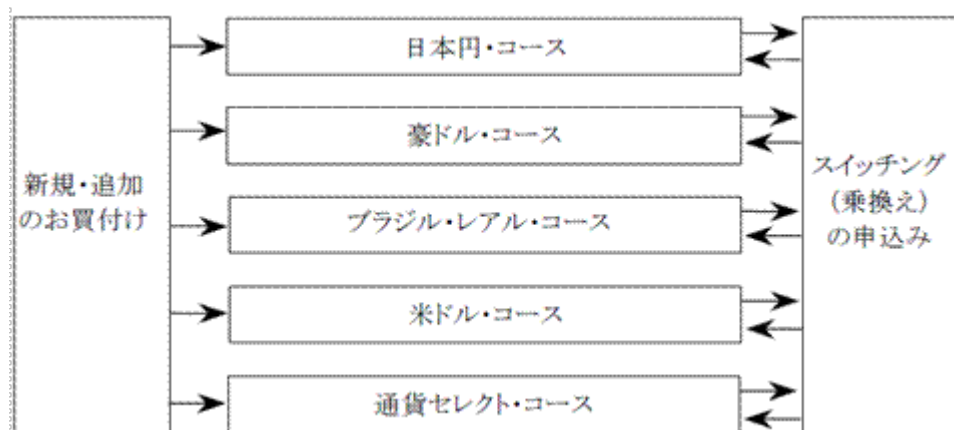 新規・追加
のお買付け
日本円・コース
豪ドル・コース
ブラジル・レアル・コース
米ドル・コース
通貨セレクト・コース
スイッチング
(乗換え)
の申込み